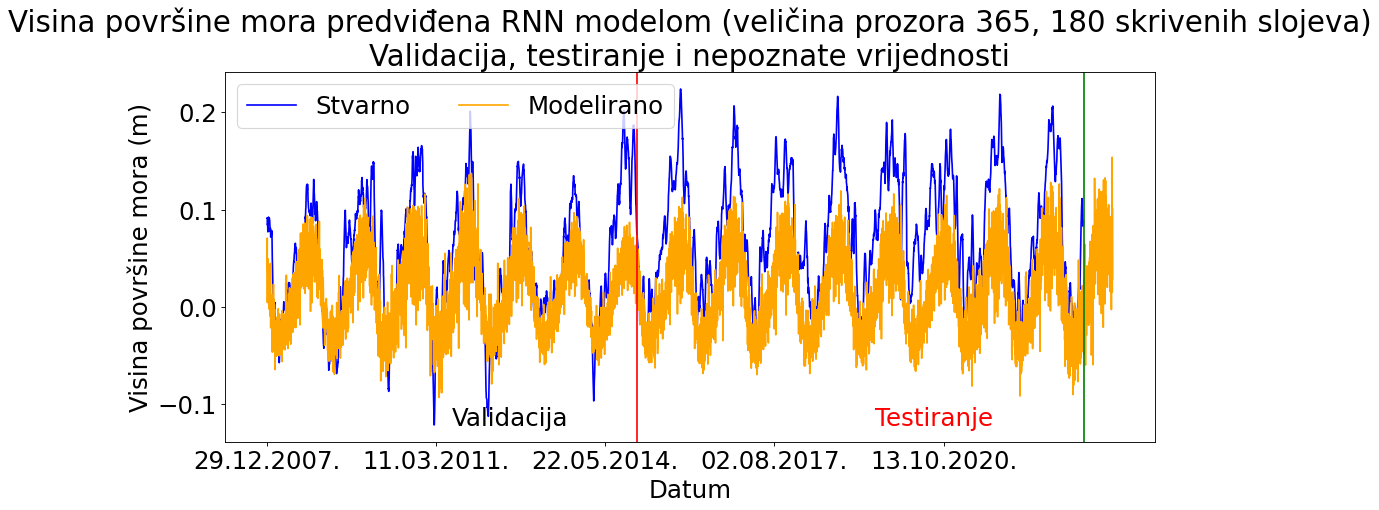 Visina površine mora predviđena RNN modelom (veličina prozora 365, 180 skrivenih slojeva)
Validacija, testiranje i nepoznate vrijednosti
Stvarno Modelirano
Visina površine mora (m)
0.2
0.1
0.0
−0.1
Validacija
Testiranje
29.12.2007. 11.03.2011. 22.05.2014. 02.08.2017. 13.10.2020.
Datum